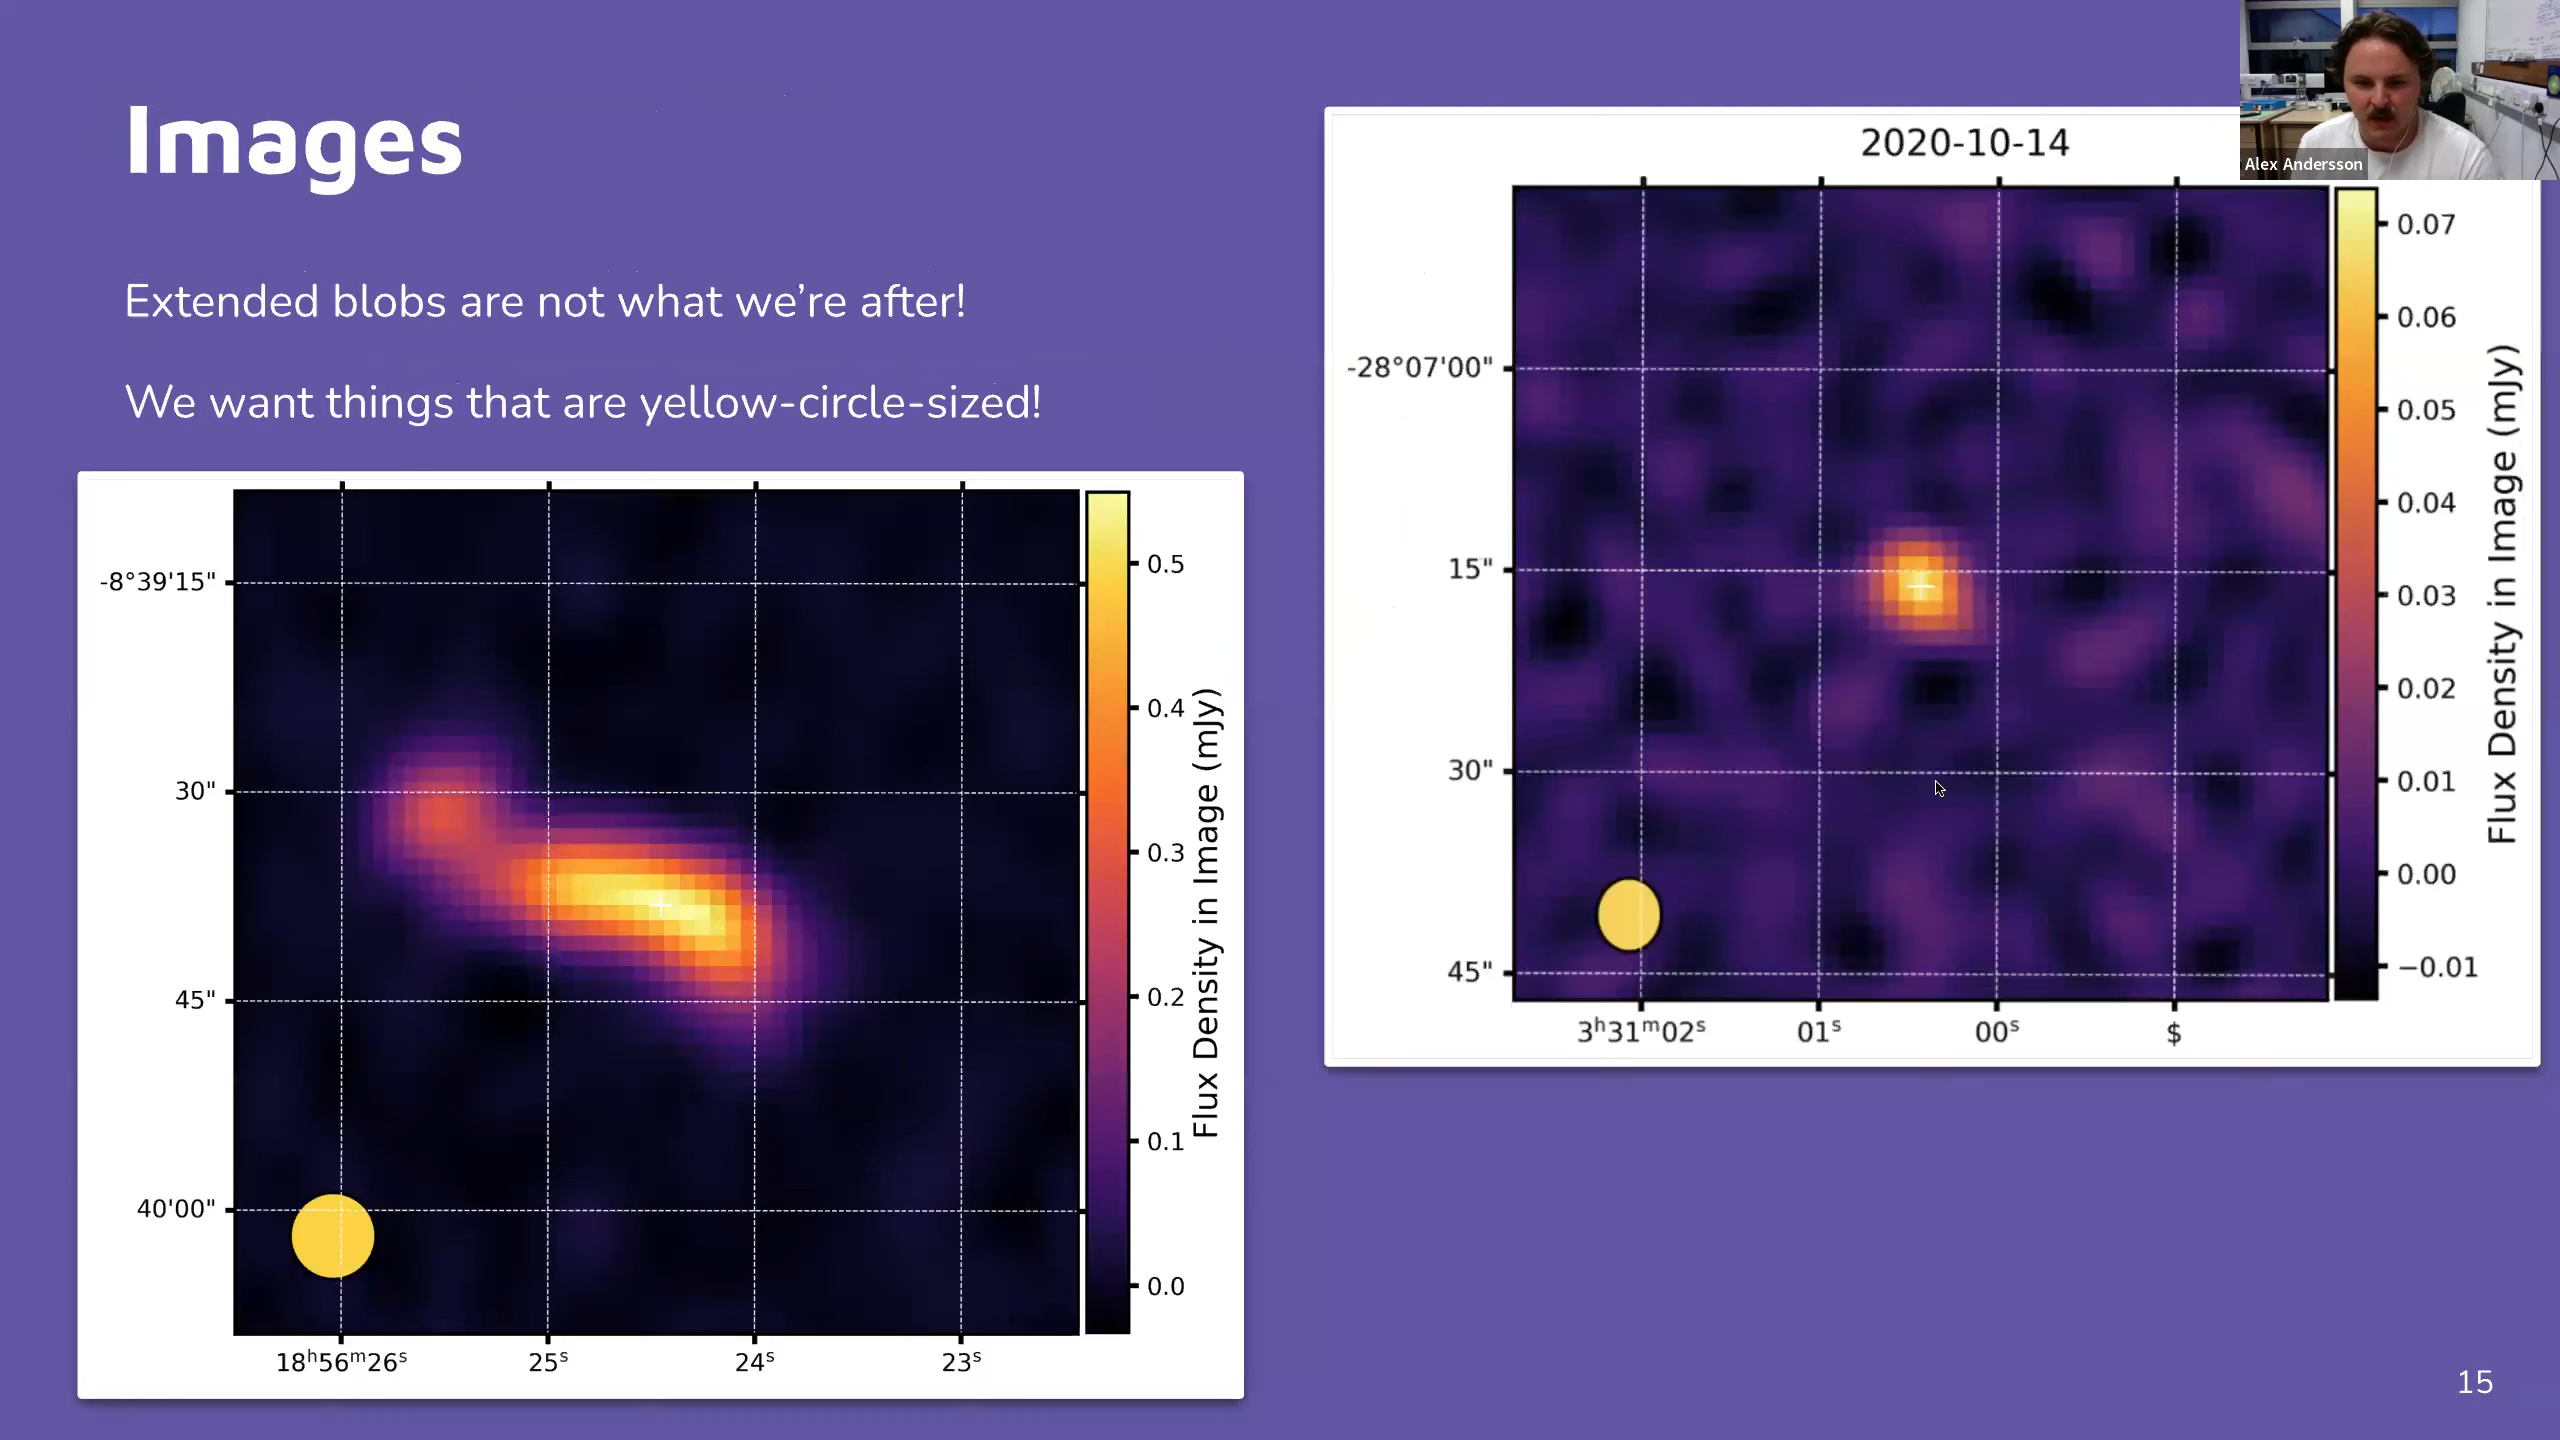 Images
Extended blobs are not what we’re after!
We want things that are yellow-circle-sized!
-8°39'15"
30"
45"
40'00"
18ʰ56ᵐ26ˢ
25ˢ
24ˢ
23ˢ
0.5
0.4
0.3
0.2
0.1
0.0
Flux Density in Image (mJy)
2020-10-14
-28°07'00"
15"
30"
45"
3ʰ31ᵐ02ˢ
01ˢ
00ˢ
$
0.07
0.06
0.05
0.04
0.03
0.02
0.01
0.00
−0.01
Flux Density in Image (mJy)
Alex Andersson
15